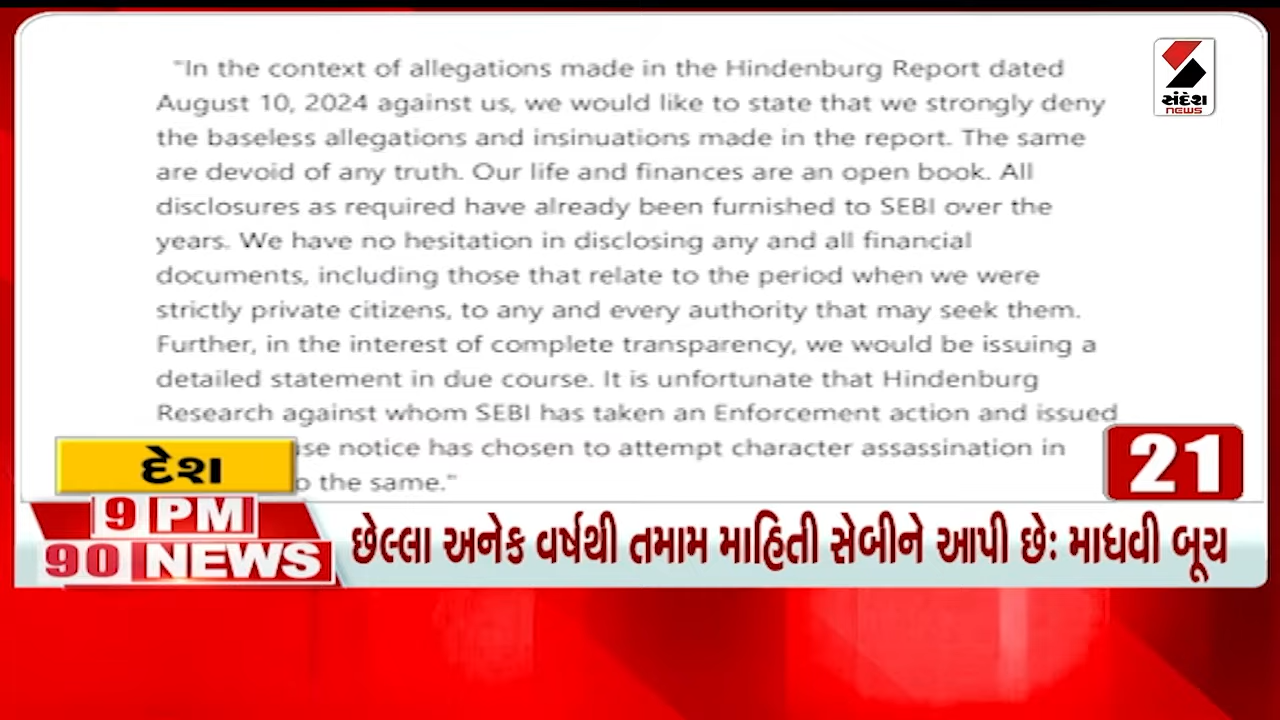 "In the context of allegations made in the Hindenburg Report dated
August 10, 2024 against us, we would like to state that we strongly deny
the baseless allegations and insinuations made in the report. The same
are devoid of any truth. Our life and finances are an open book. All
disclosures as required have already been furnished to SEBI over the
years. We have no hesitation in disclosing any and all financial
documents, including those that relate to the period when we were
strictly private citizens, to any and every authority that may seek them.
Further, in the interest of complete transparency, we would be issuing a
detailed statement in due course. It is unfortunate that Hindenburg
Research against whom SEBI has taken an Enforcement action and issued
notice has chosen to attempt character assassination in
the same."
સંદેશ
NEWS
દેશ
21
9 PM
90 NEWS
છેલ્લા અનેક વર્ષથી તમામ માહિતી સેબીને આપી છેઃ માધવી બૂચ